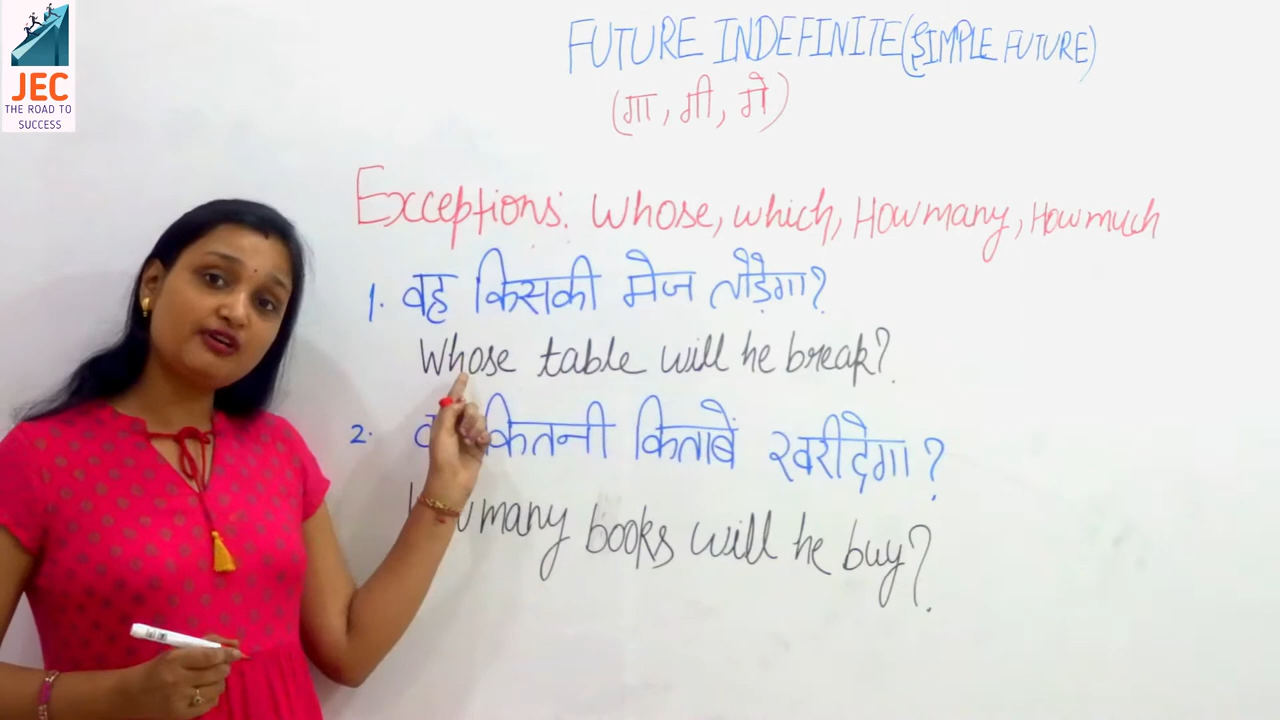 JEC
THE ROAD TO
SUCCESS
FUTURE INDEFINITE (SIMPLE FUTURE)
(गा, गी, गे)
Exceptions: Whose, which, How many, How much
1. वह किसकी मेज तोड़ेगा?
Whose table will he break?
2. कितनी किताबें खरीदेगा?
many books will he buy?